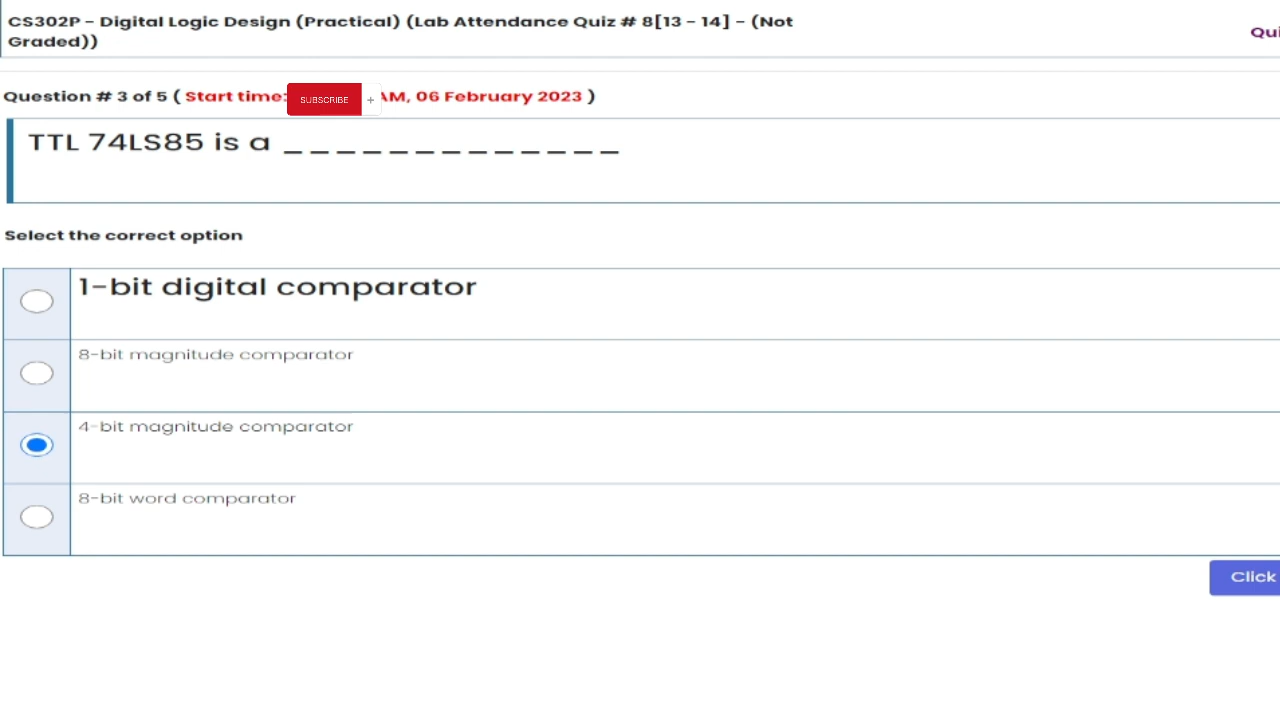 CS302P - Digital Logic Design (Practical) (Lab Attendance Quiz # 8[13 - 14] - (Not
Graded))
Question # 3 of 5 ( Start time: SUBSCRIBE + AM, 06 February 2023 )
TTL 74LS85 is a _ _ _ _ _ _ _ _ _ _ _ _ _
Select the correct option
1-bit digital comparator
8-bit magnitude comparator
4-bit magnitude comparator
8-bit word comparator
Click